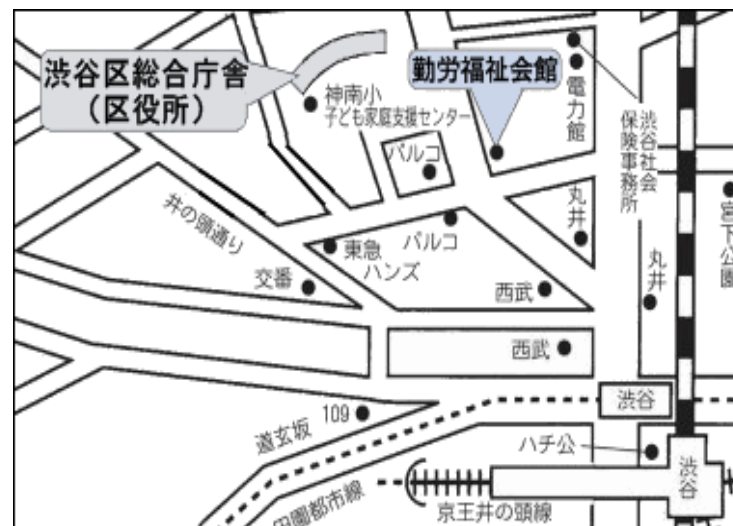 渋谷区総合庁舎
（区役所）
勤労福祉会館
神南小
子ども家庭支援センター
電力館
渋谷社会
保険事務所
パルコ
丸井
宮下公園
井の頭通り
東急
ハンズ
パルコ
丸井
交番
西武
西武
渋谷
109
道玄坂
ハチ公
渋谷
田園都市線
京王井の頭線